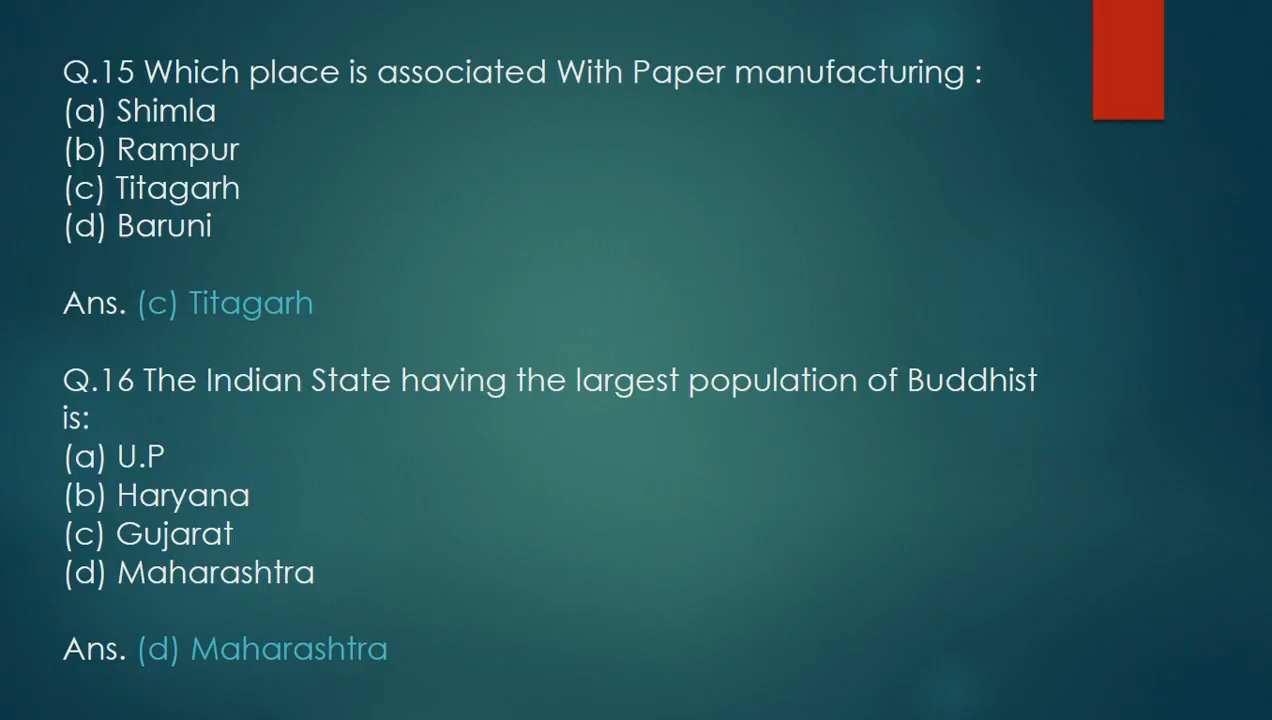 Q.15 Which place is associated With Paper manufacturing :
(a) Shimla
(b) Rampur
(c) Titagarh
(d) Baruni
Ans. (c) Titagarh
Q.16 The Indian State having the largest population of Buddhist
is:
(a) U.P
(b) Haryana
(c) Gujarat
(d) Maharashtra
Ans. (d) Maharashtra